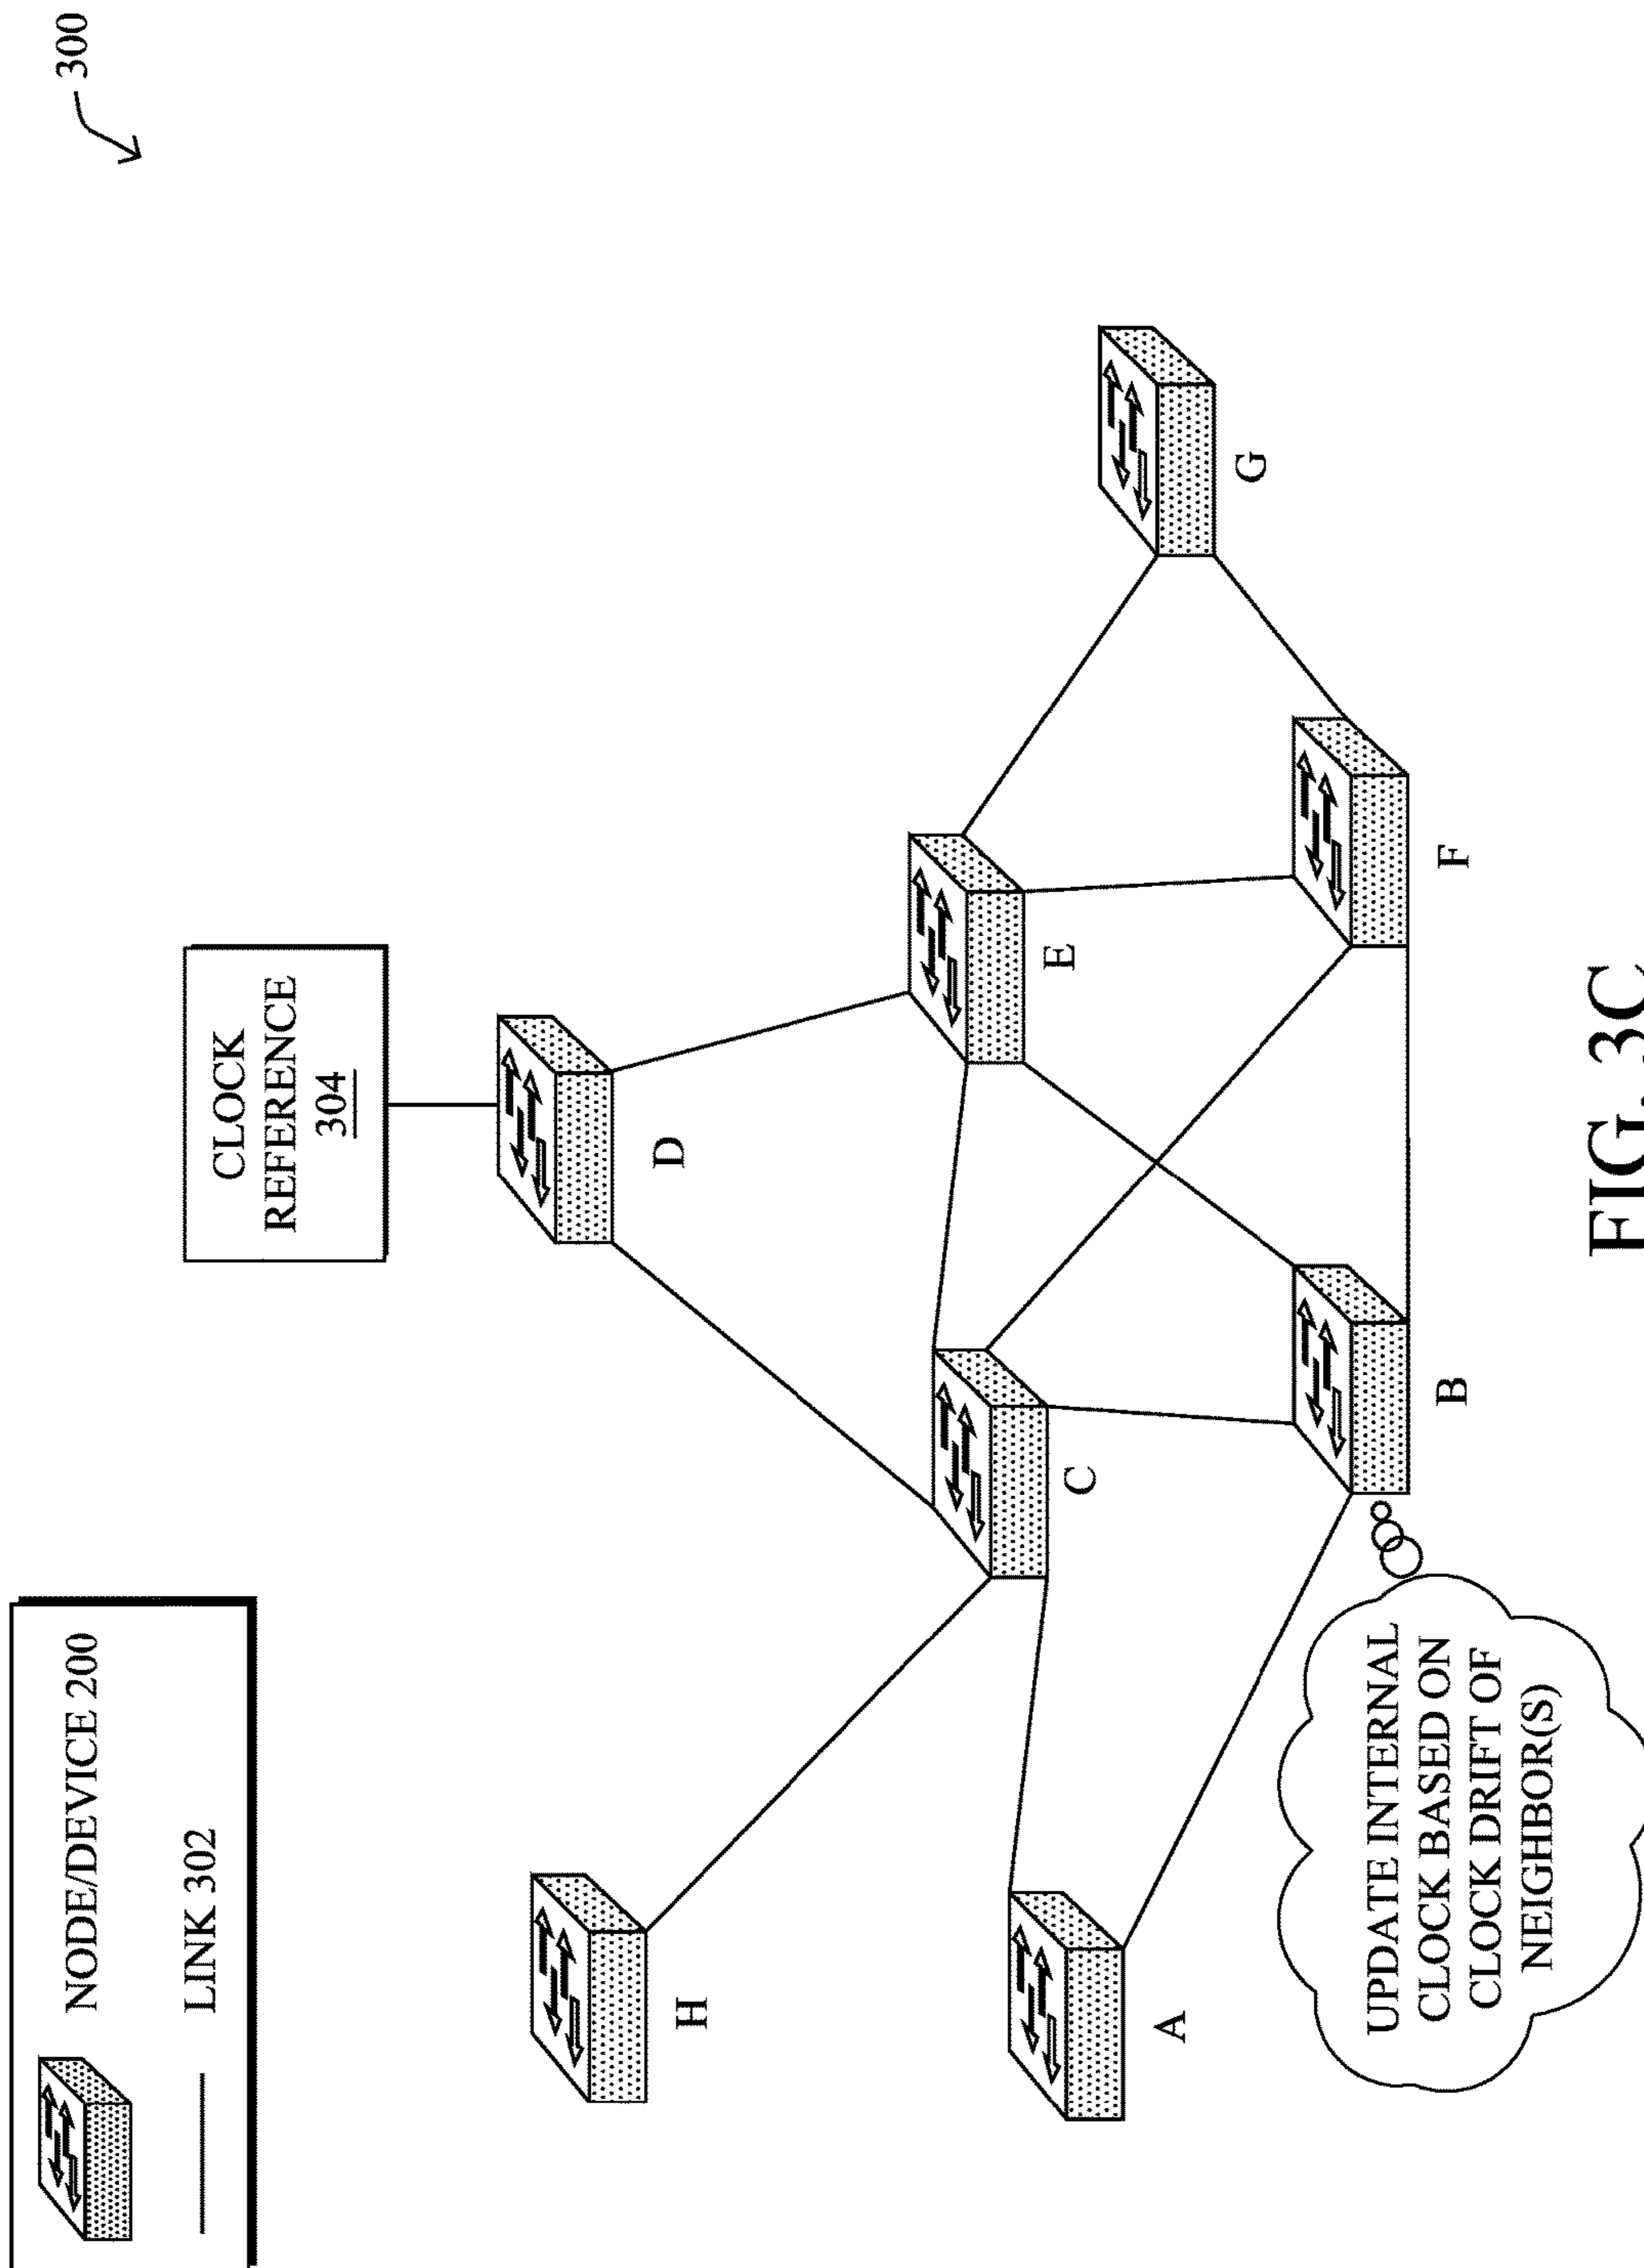 300
NODE/DEVICE 200
LINK 302
CLOCK
REFERENCE
304
H
D
A
C
E
G
B
F
UPDATE INTERNAL
CLOCK BASED ON
CLOCK DRIFT OF
NEIGHBOR(S)
FIG. 3C